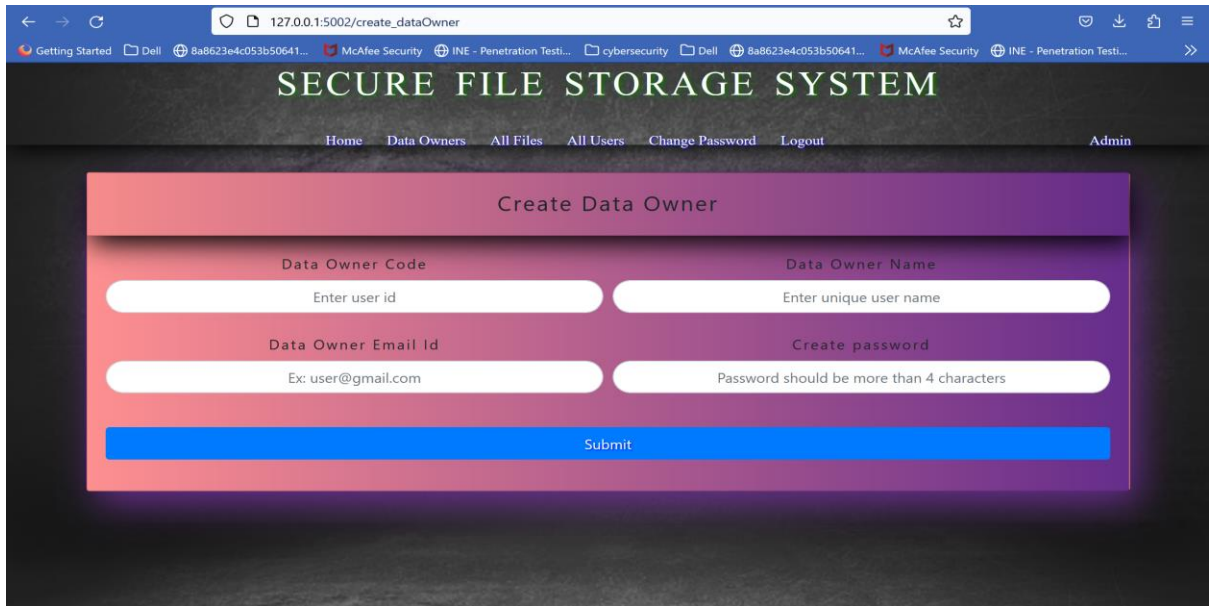 127.0.0.1:5002/create_dataOwner
Getting Started Dell 8a8623e4c053b50641... McAfee Security INE - Penetration Testi... cybersecurity Dell 8a8623e4c053b50641... McAfee Security INE - Penetration Testi...
SECURE FILE STORAGE SYSTEM
Home Data Owners All Files All Users Change Password Logout Admin
Create Data Owner
Data Owner Code Data Owner Name
Enter user id Enter unique user name
Data Owner Email Id Create password
Ex: user@gmail.com Password should be more than 4 characters
Submit